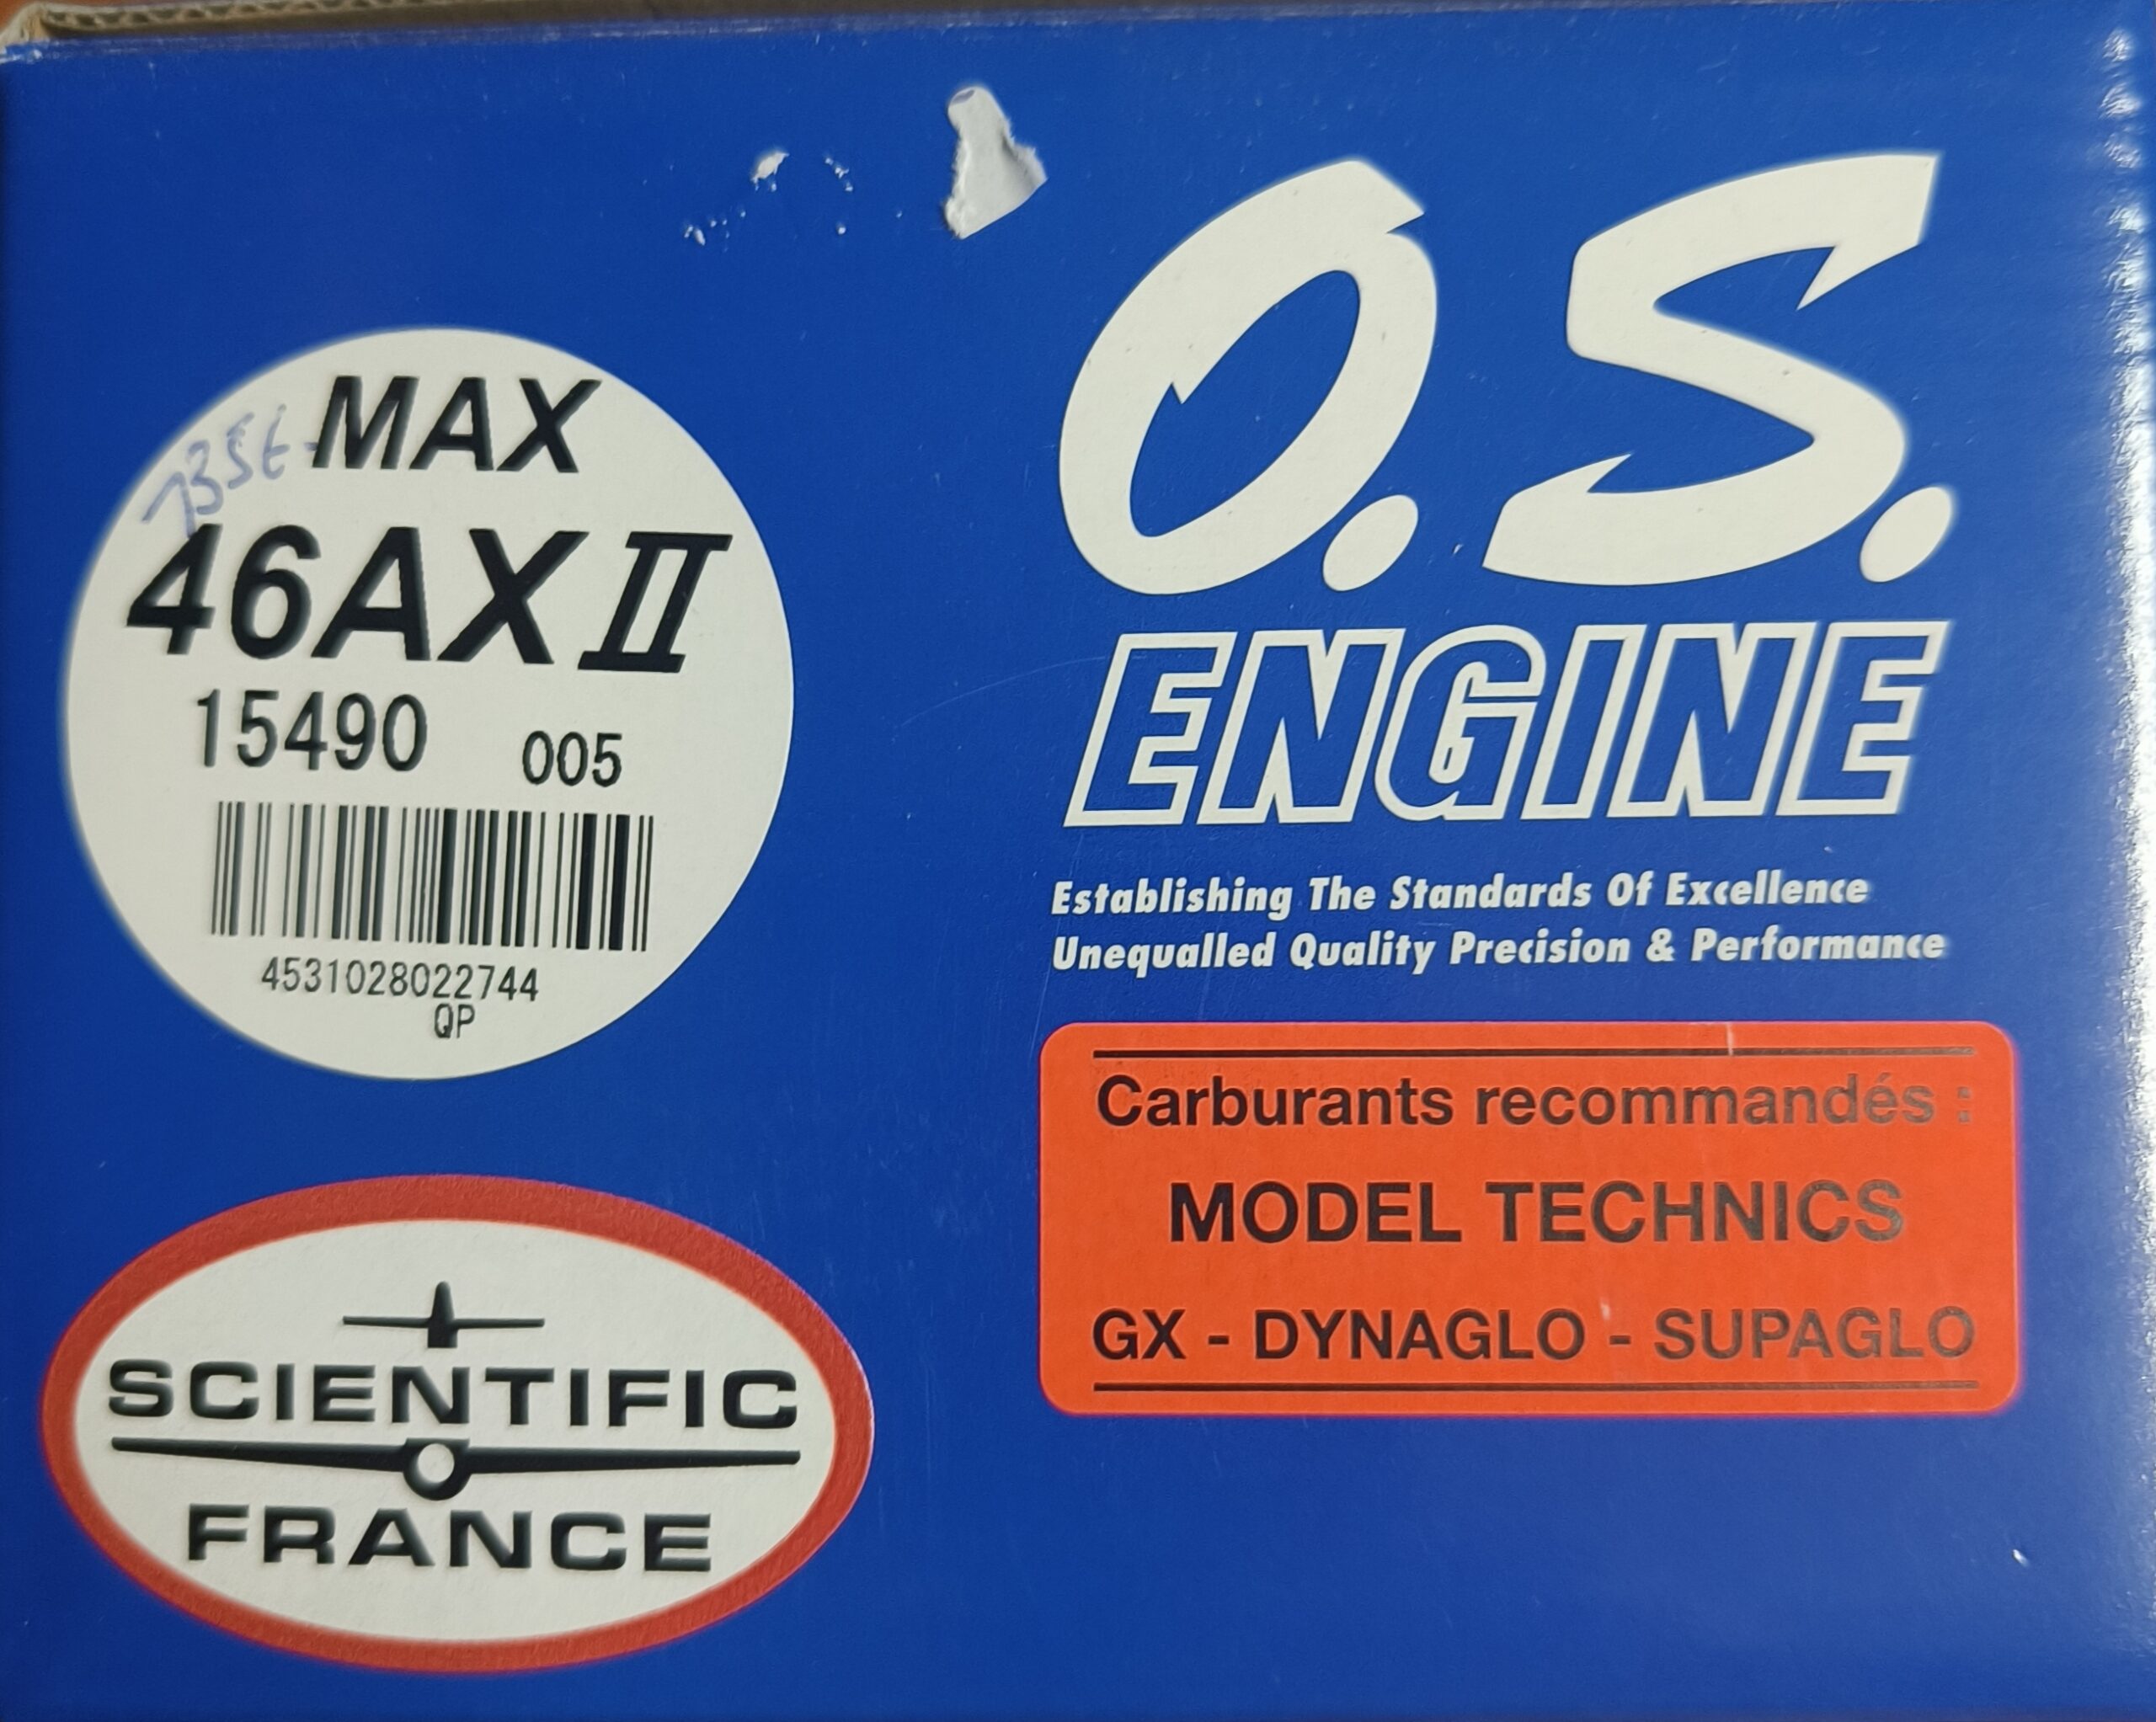 135€
MAX
46AX II
15490 005
4531028022744
QP
O.S.
ENGINE
Establishing The Standards Of Excellence
Unequalled Quality Precision & Performance
Carburants recommandés :
MODEL TECHNICS
GX - DYNAGLO - SUPAGLO
SCIENTIFIC
FRANCE